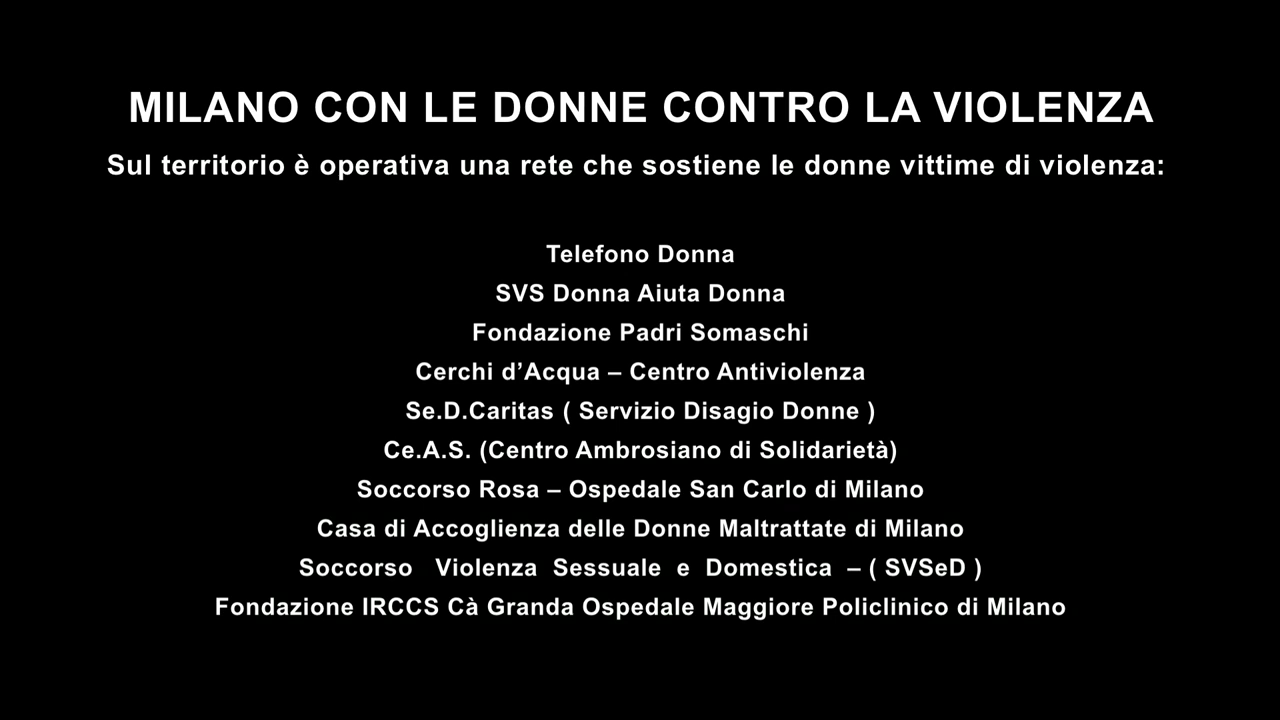 MILANO CON LE DONNE CONTRO LA VIOLENZA
Sul territorio è operativa una rete che sostiene le donne vittime di violenza:
Telefono Donna
SVS Donna Aiuta Donna
Fondazione Padri Somaschi
Cerchi d’Acqua – Centro Antiviolenza
Se.D.Caritas ( Servizio Disagio Donne )
Ce.A.S. (Centro Ambrosiano di Solidarietà)
Soccorso Rosa – Ospedale San Carlo di Milano
Casa di Accoglienza delle Donne Maltrattate di Milano
Soccorso Violenza Sessuale e Domestica – ( SVSeD )
Fondazione IRCCS Cà Granda Ospedale Maggiore Policlinico di Milano